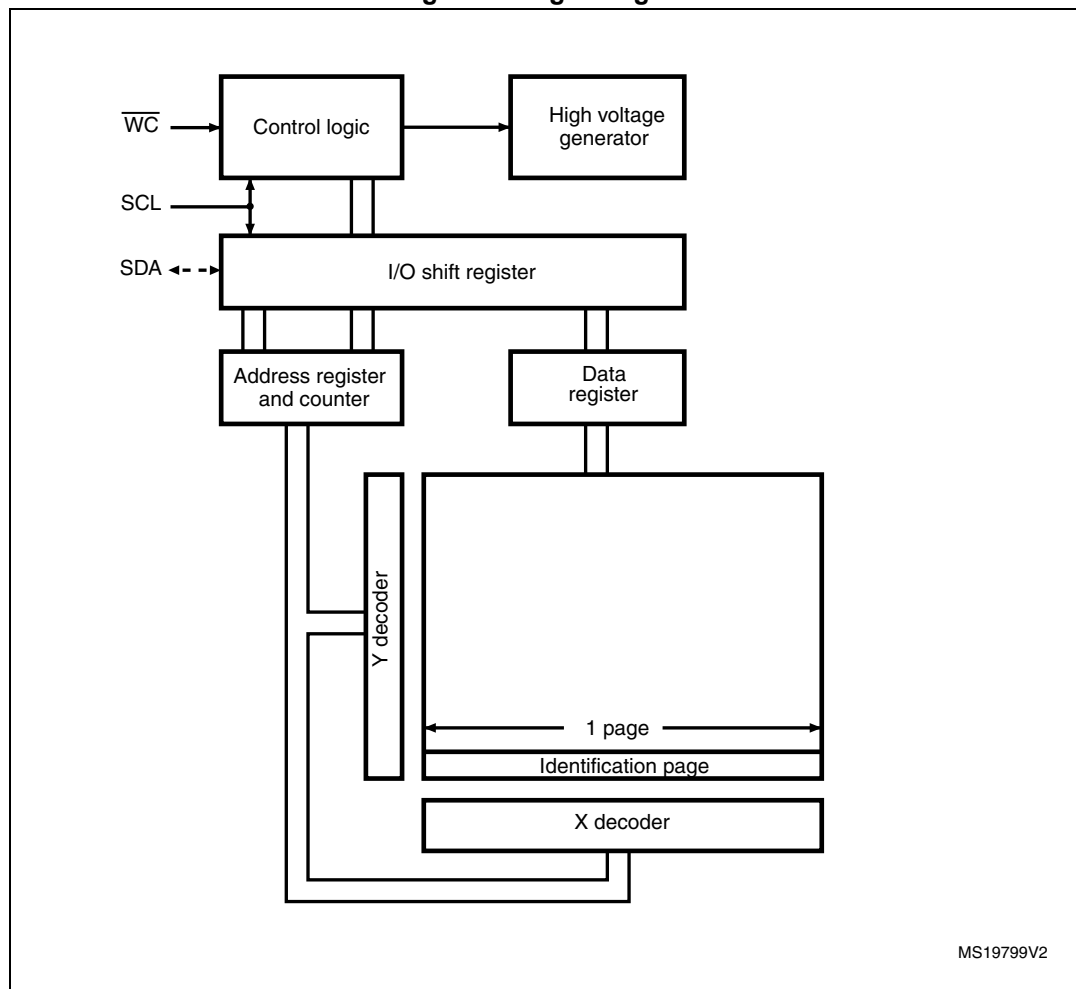 WC
Control logic
High voltage
generator
SCL
SDA
I/O shift register
Address register
and counter
Data
register
Y decoder
1 page
Identification page
X decoder
MS19799V2